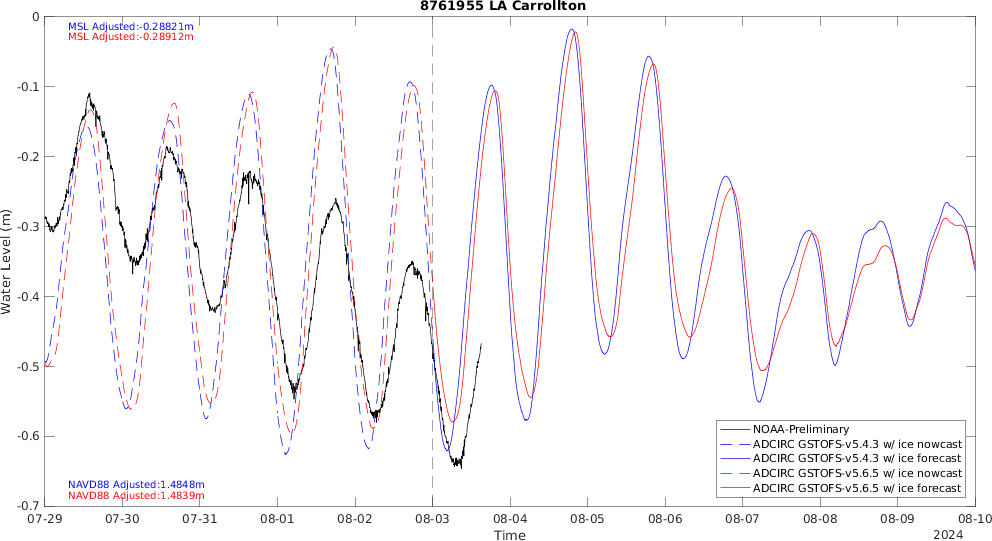 8761955 LA Carrollton
MSL Adjusted:-0.28821m
MSL Adjusted:-0.28912m
0
-0.1
-0.2
-0.3
-0.4
-0.5
-0.6
-0.7
Water Level (m)
NAVD88 Adjusted:1.4848m
NAVD88 Adjusted:1.4839m
NOAA-Preliminary
ADCIRC GSTOFS-v5.4.3 w/ ice nowcast
ADCIRC GSTOFS-v5.4.3 w/ ice forecast
ADCIRC GSTOFS-v5.6.5 w/ ice nowcast
ADCIRC GSTOFS-v5.6.5 w/ ice forecast
07-29 07-30 07-31 08-01 08-02 08-03 08-04 08-05 08-06 08-07 08-08 08-09 08-10
Time
2024